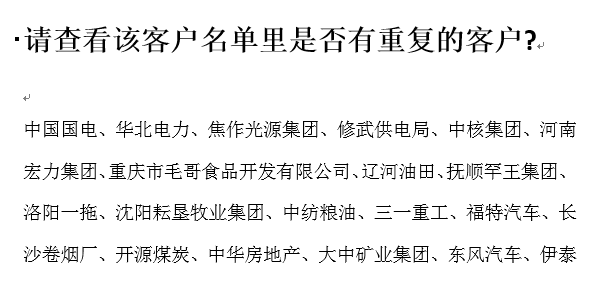 ·请查看该客户名单里是否有重复的客户?
中国国电、华北电力、焦作光源集团、修武供电局、中核集团、河南
宏力集团、重庆市毛哥食品开发有限公司、辽河油田、抚顺罕王集团、
洛阳一拖、沈阳耘垦牧业集团、中纺粮油、三一重工、福特汽车、长
沙卷烟厂、开源煤炭、中华房地产、大中矿业集团、东风汽车、伊泰